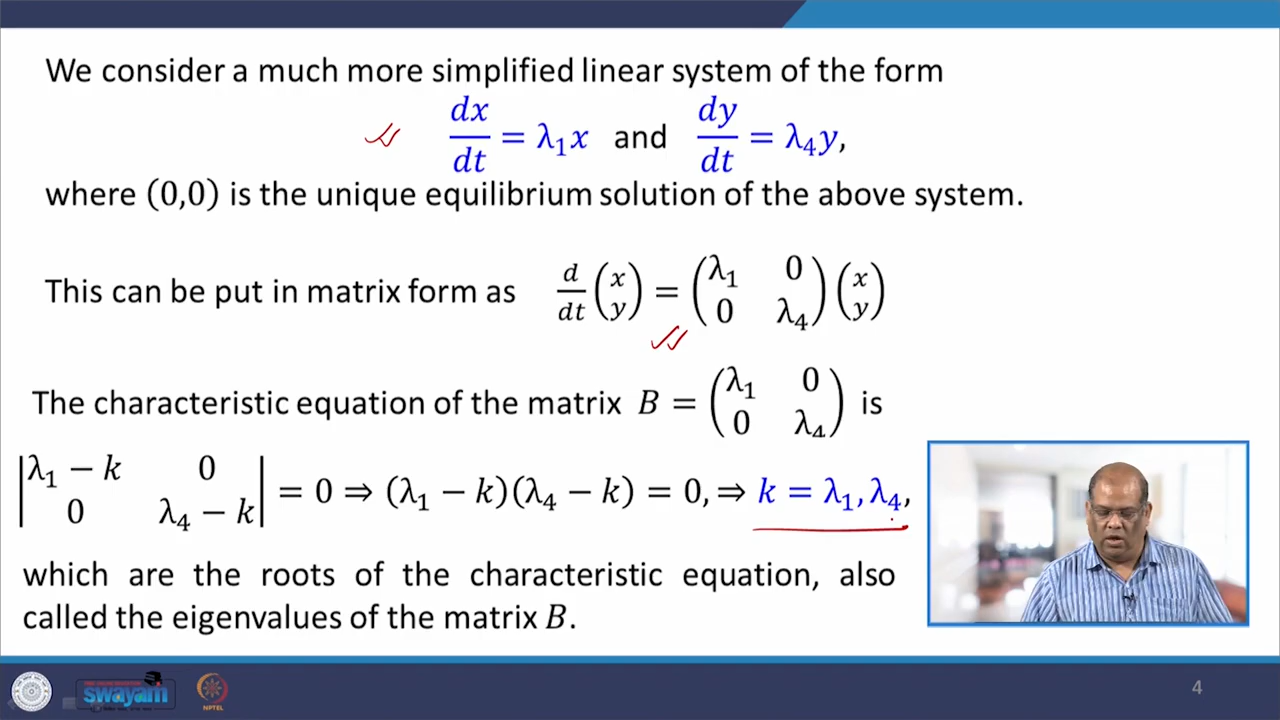 We consider a much more simplified linear system of the form
dx/dt = λ₁x and dy/dt = λ₄y,
where (0,0) is the unique equilibrium solution of the above system.
This can be put in matrix form as d/dt (x y) = (λ₁ 0 0 λ₄) (x y)
The characteristic equation of the matrix B = (λ₁ 0 0 λ₄) is
|λ₁ − k 0 0 λ₄ − k| = 0 ⇒ (λ₁ − k)(λ₄ − k) = 0, ⇒ k = λ₁, λ₄,
which are the roots of the characteristic equation, also
called the eigenvalues of the matrix B.
swayam
NPTEL
4